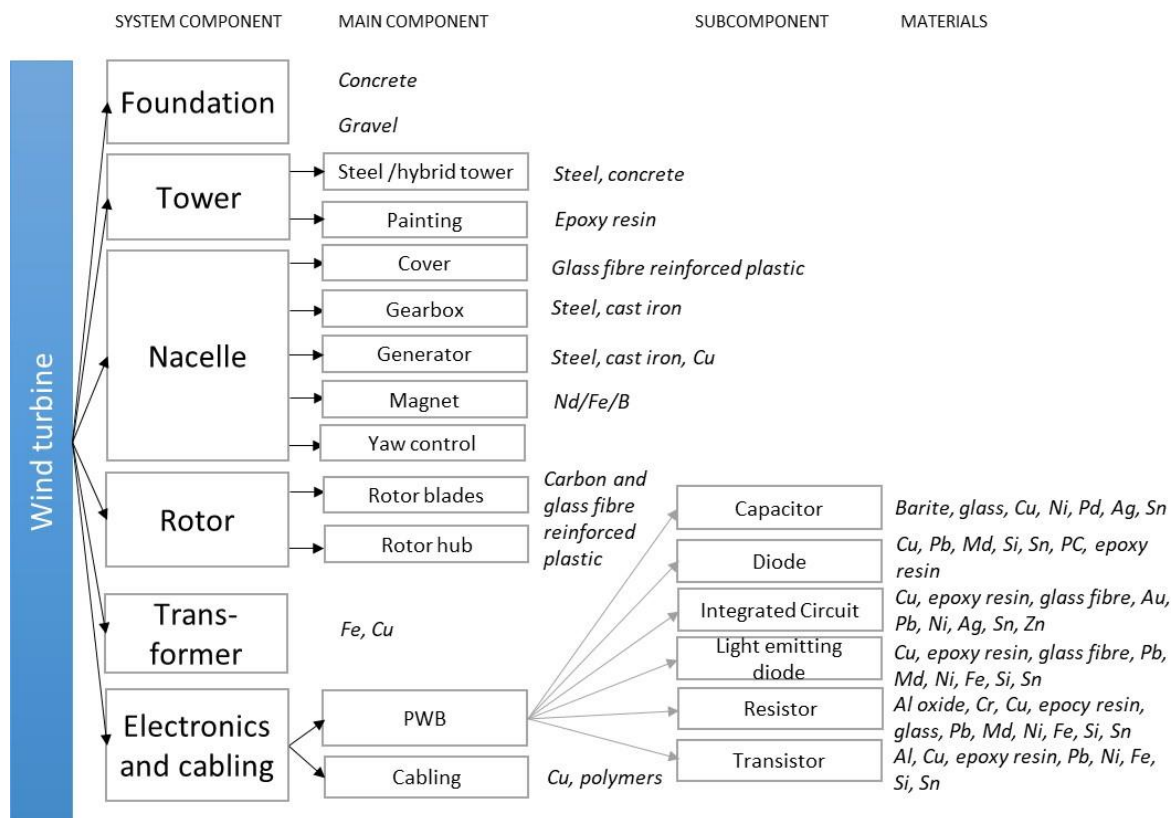 SYSTEM COMPONENT
MAIN COMPONENT
SUBCOMPONENT
MATERIALS
Wind turbine
Foundation
Concrete
Gravel
Tower
Steel /hybrid tower
Steel, concrete
Painting
Epoxy resin
Nacelle
Cover
Glass fibre reinforced plastic
Gearbox
Steel, cast iron
Generator
Steel, cast iron, Cu
Magnet
Nd/Fe/B
Yaw control
Rotor
Rotor blades
Rotor hub
Carbon and
glass fibre
reinforced
plastic
Trans-
former
Fe, Cu
Electronics
and cabling
PWB
Cabling
Cu, polymers
Capacitor
Barite, glass, Cu, Ni, Pd, Ag, Sn
Diode
Cu, Pb, Md, Si, Sn, PC, epoxy
resin
Integrated Circuit
Cu, epoxy resin, glass fibre, Au,
Pb, Ni, Ag, Sn, Zn
Light emitting
diode
Cu, epoxy resin, glass fibre, Pb,
Md, Ni, Fe, Si, Sn
Resistor
Al oxide, Cr, Cu, epocy resin,
glass, Pb, Md, Ni, Fe, Si, Sn
Transistor
Al, Cu, epoxy resin, Pb, Ni, Fe,
Si, Sn